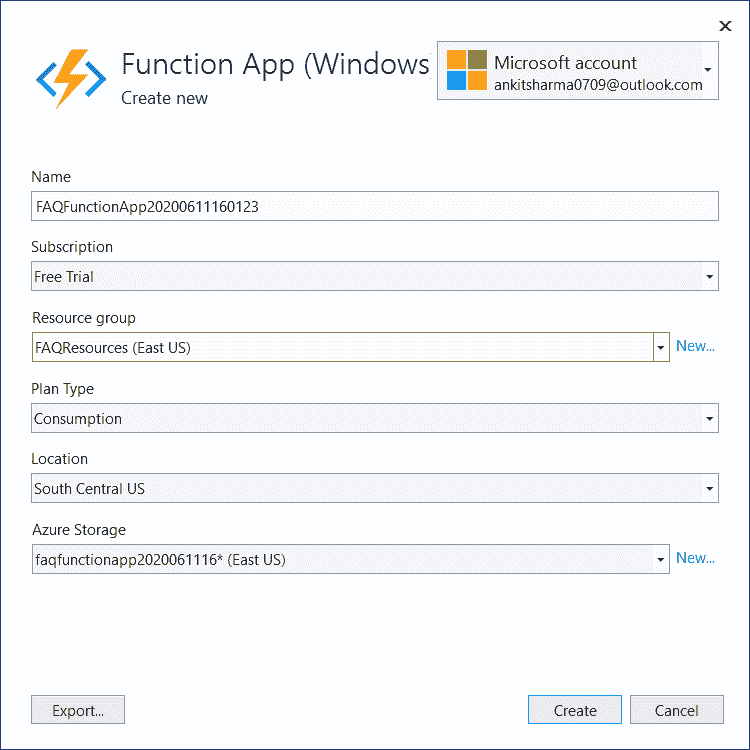 Function App (Windows)
Microsoft account
ankitsharma0709@outlook.com
Create new
Name
FAQFunctionApp20200611160123
Subscription
Free Trial
Resource group
FAQResources (East US)
New...
Plan Type
Consumption
Location
South Central US
Azure Storage
faqfunctionapp2020061116* (East US)
New...
Export...
Create
Cancel